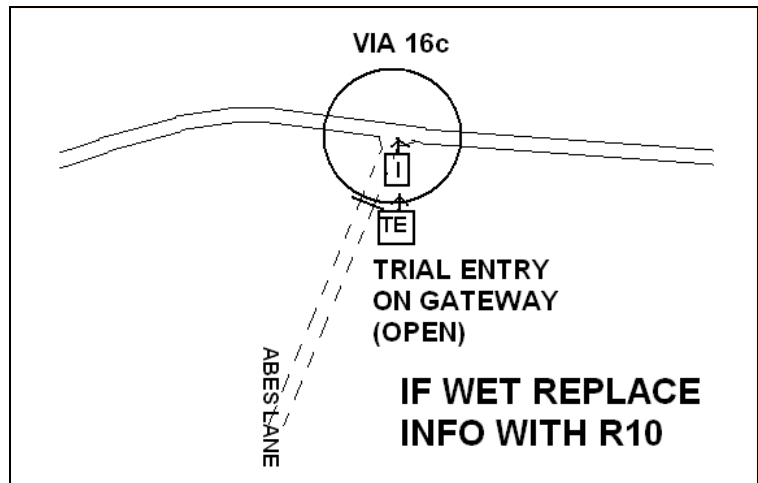 VIA 16c
I
TE
TRIAL ENTRY
ON GATEWAY
(OPEN)
ABES LANE
IF WET REPLACE
INFO WITH R10